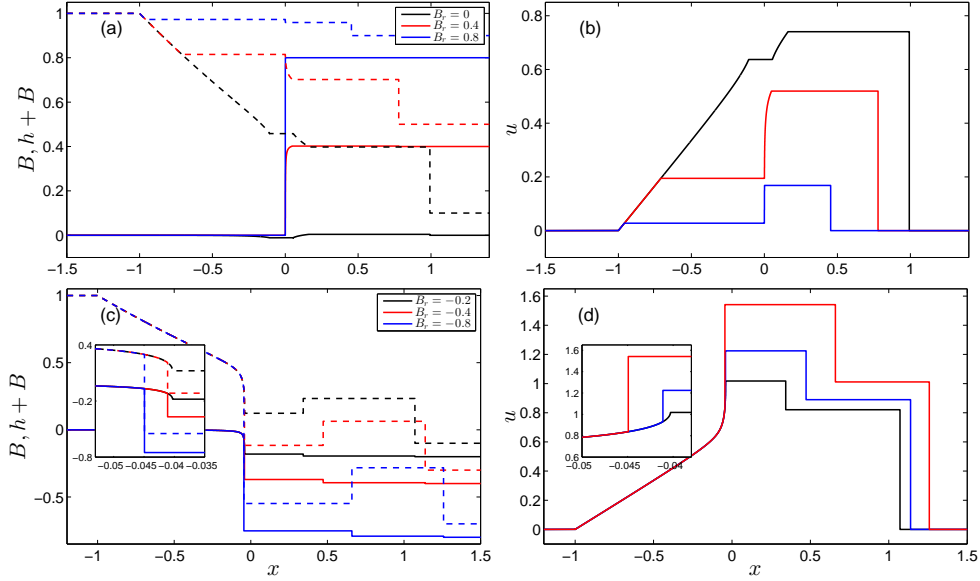 (a)
B_r = 0
B_r = 0.4
B_r = 0.8
1
0.8
0.6
0.4
0.2
0
B, h + B
-1.5 -1 -0.5 0 0.5 1
(b)
0.8
0.6
0.4
0.2
0
u
-1.5 -1 -0.5 0 0.5 1
(c)
B_r = −0.2
B_r = −0.4
B_r = −0.8
1
0.5
0
−0.5
B, h + B
0.4
-0.2
-0.8
-0.05 -0.045 -0.04 -0.035
-1 -0.5 0 0.5 1 1.5
x
(d)
1.6
1.4
1.2
1
0.8
0.6
0.4
0.2
0
u
1.6
1.4
1.2
1
0.8
0.6
-0.05 -0.045 -0.04
-1 -0.5 0 0.5 1 1.5
x